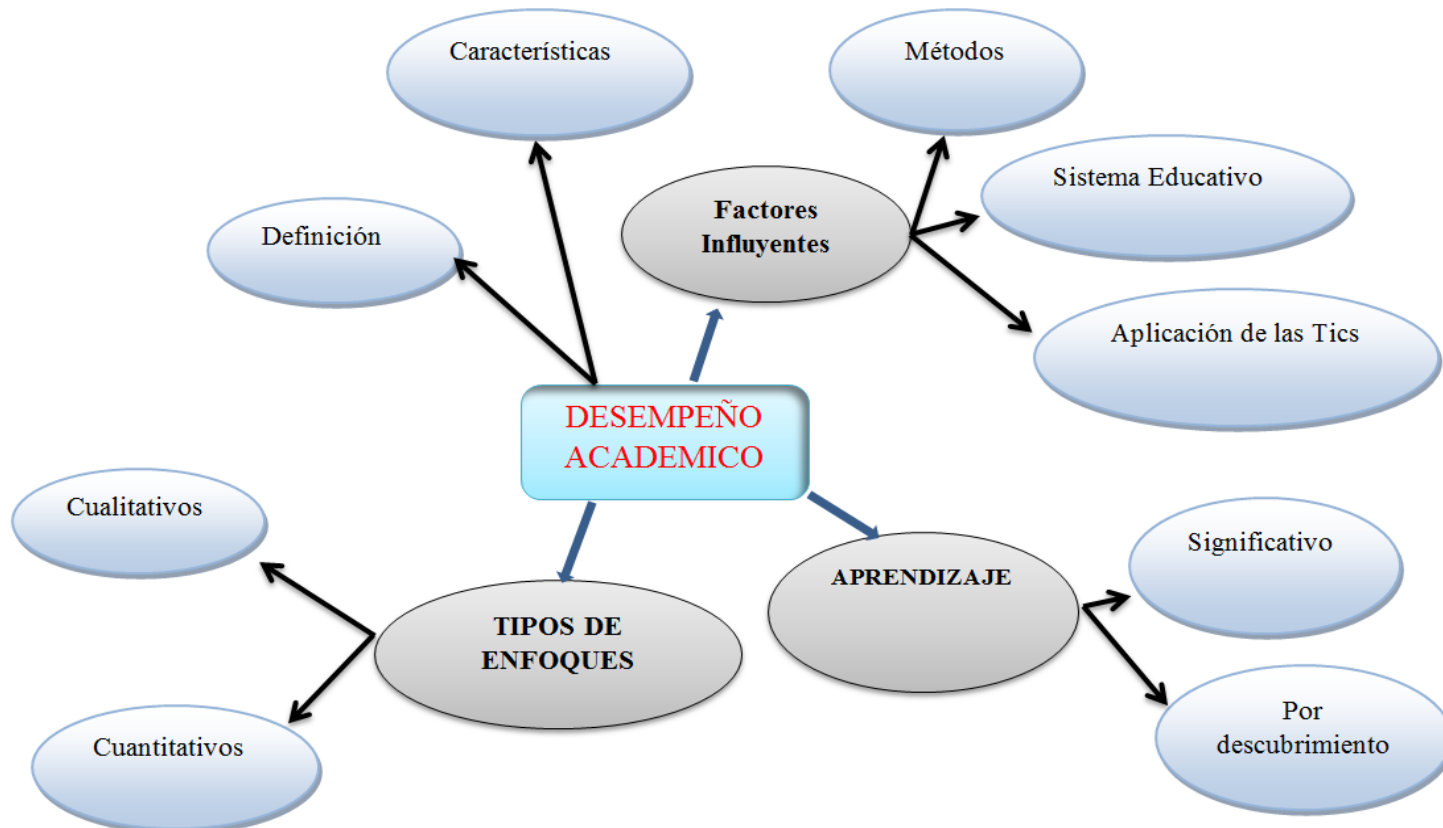 Características
Métodos
Factores
Influyentes
Sistema Educativo
Definición
Aplicación de las Tics
DESEMPEÑO
ACADEMICO
Cualitativos
Significativo
APRENDIZAJE
TIPOS DE
ENFOQUES
Por
descubrimiento
Cuantitativos